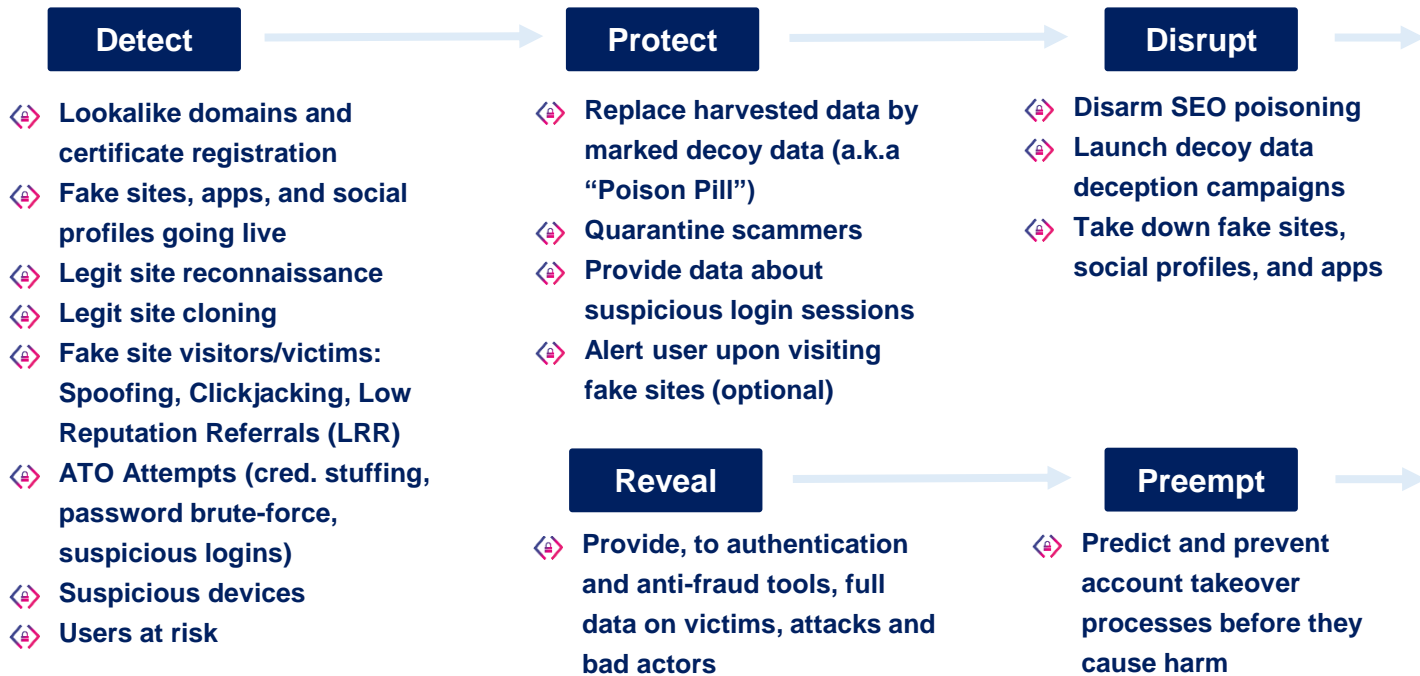 Detect
Lookalike domains and
certificate registration
Fake sites, apps, and social
profiles going live
Legit site reconnaissance
Legit site cloning
Fake site visitors/victims:
Spoofing, Clickjacking, Low
Reputation Referrals (LRR)
ATO Attempts (cred. stuffing,
password brute-force,
suspicious logins)
Suspicious devices
Users at risk
Protect
Replace harvested data by
marked decoy data (a.k.a
“Poison Pill”)
Quarantine scammers
Provide data about
suspicious login sessions
Alert user upon visiting
fake sites (optional)
Disrupt
Disarm SEO poisoning
Launch decoy data
deception campaigns
Take down fake sites,
social profiles, and apps
Reveal
Provide, to authentication
and anti-fraud tools, full
data on victims, attacks and
bad actors
Preempt
Predict and prevent
account takeover
processes before they
cause harm